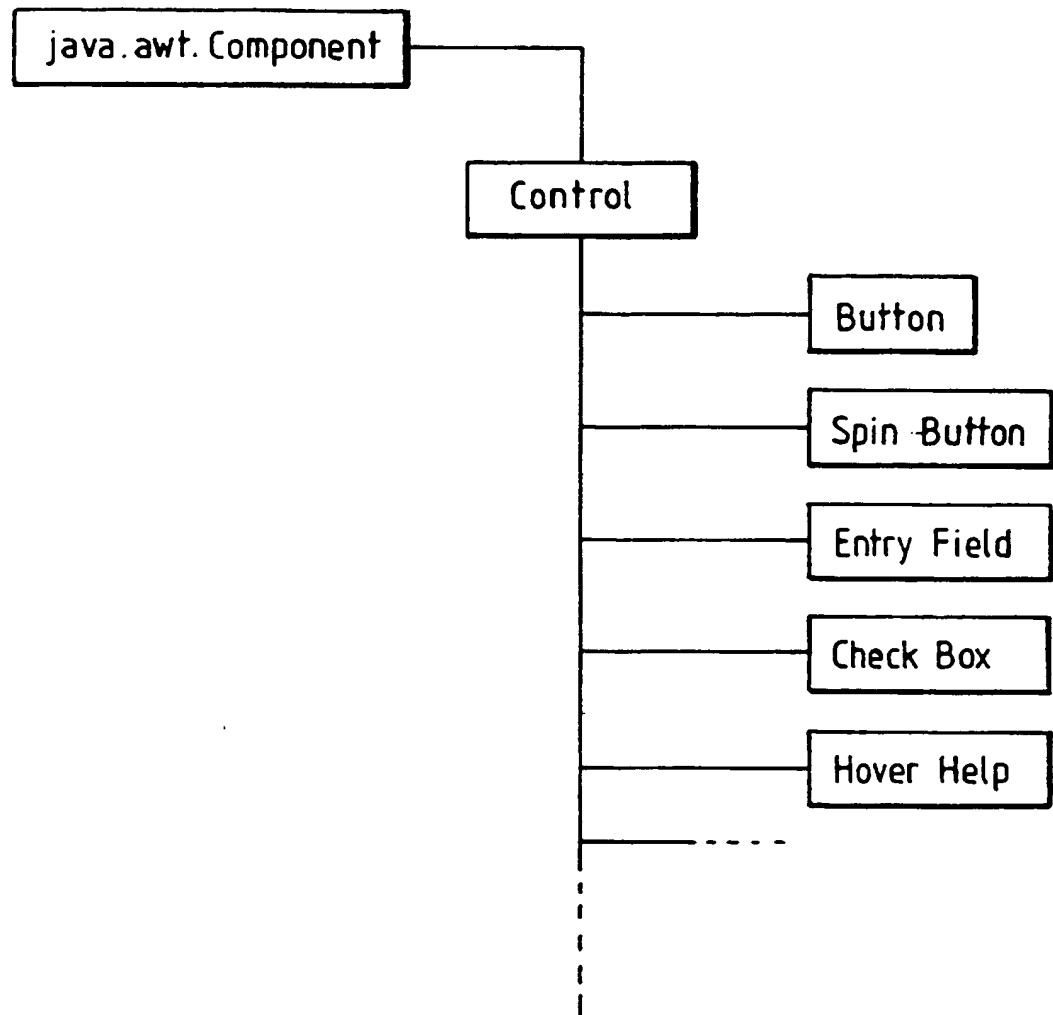 java.awt.Component
Control
Button
Spin Button
Entry Field
Check Box
Hover Help